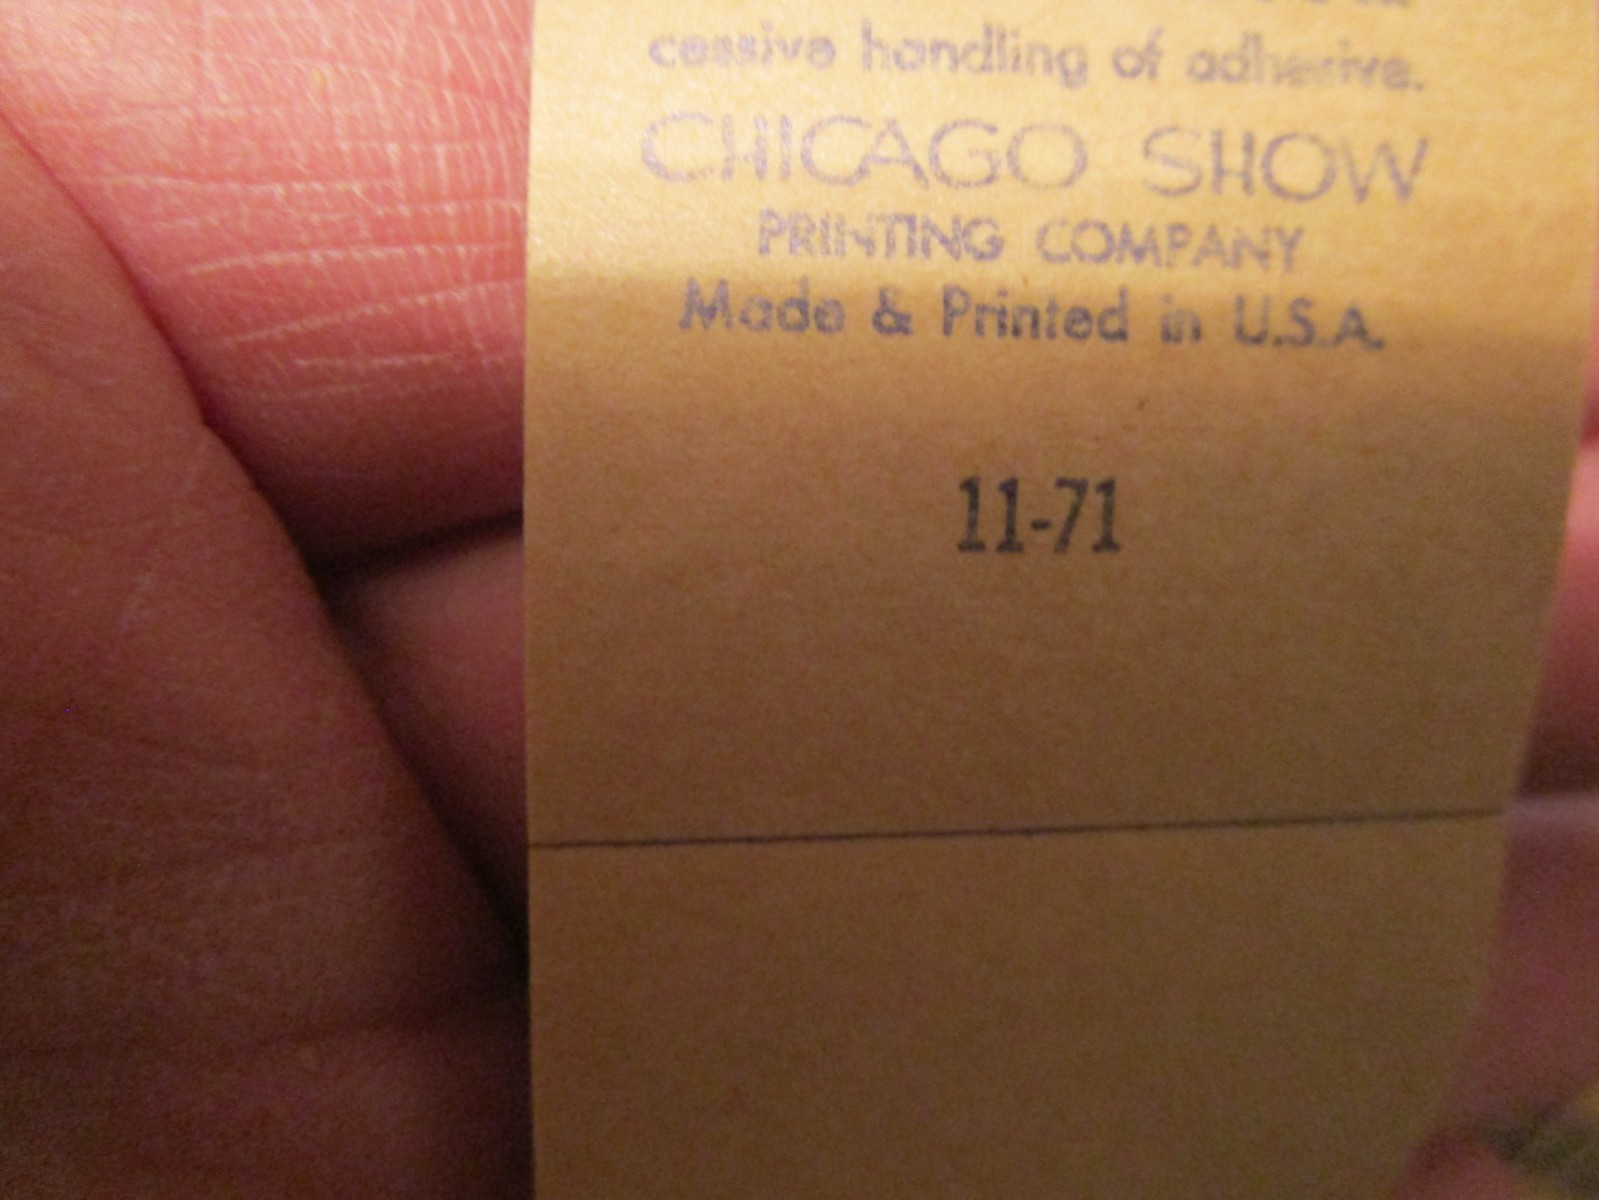 cessive handling of adhesive.
CHICAGO SHOW
PRINTING COMPANY
Made & Printed in U.S.A.
11-71